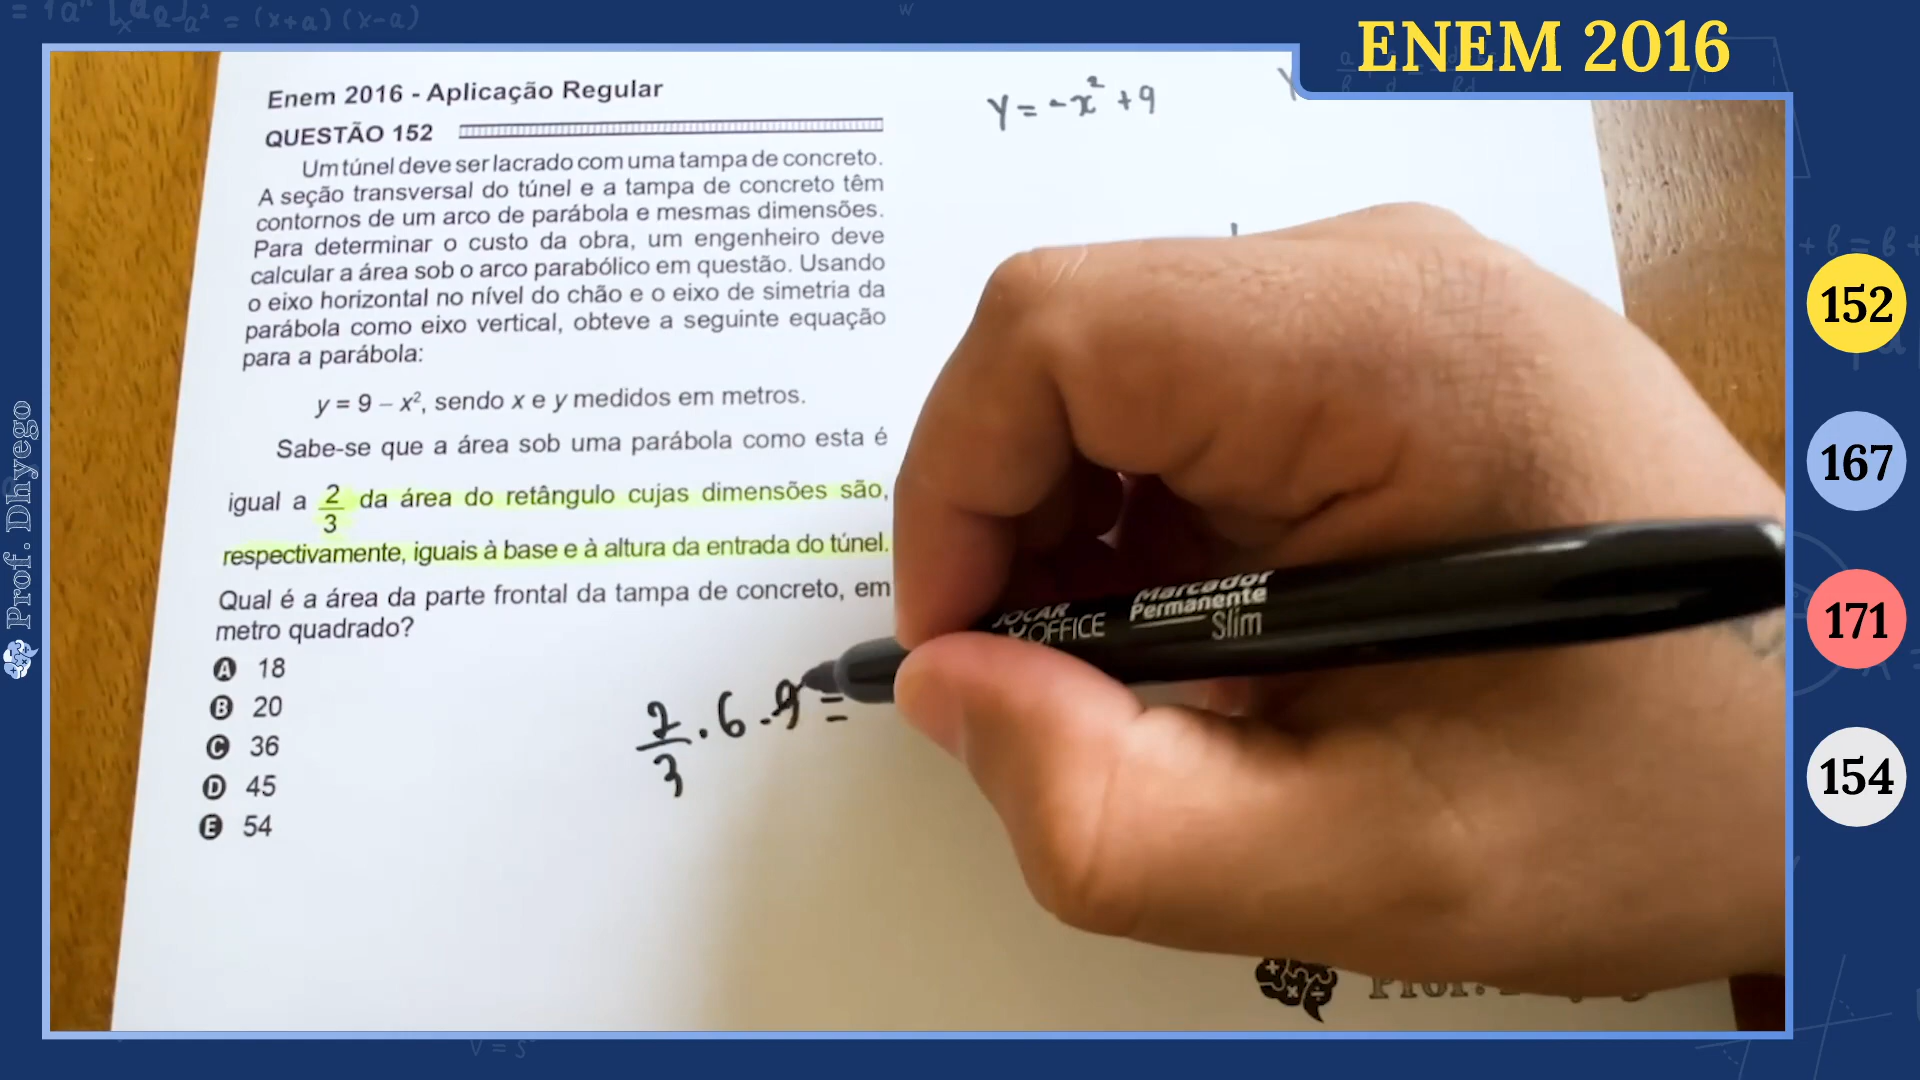 ENEM 2016
Enem 2016 - Aplicação Regular
QUESTÃO 152
Um túnel deve ser lacrado com uma tampa de concreto.
A seção transversal do túnel e a tampa de concreto têm
contornos de um arco de parábola e mesmas dimensões.
Para determinar o custo da obra, um engenheiro deve
calcular a área sob o arco parabólico em questão. Usando
o eixo horizontal no nível do chão e o eixo de simetria da
parábola como eixo vertical, obteve a seguinte equação
para a parábola:
y = 9 – x², sendo x e y medidos em metros.
Sabe-se que a área sob uma parábola como esta é
igual a 2/3 da área do retângulo cujas dimensões são,
respectivamente, iguais à base e à altura da entrada do túnel.
Qual é a área da parte frontal da tampa de concreto, em
metro quadrado?
A 18
B 20
C 36
D 45
E 54
Y = -x² + 9
2/3 . 6 . 9 =
JOCAR OFFICE
Marcador
Permanente
Slim
152
167
171
154
Prof. Dhyego
= (x+a) (x-a)